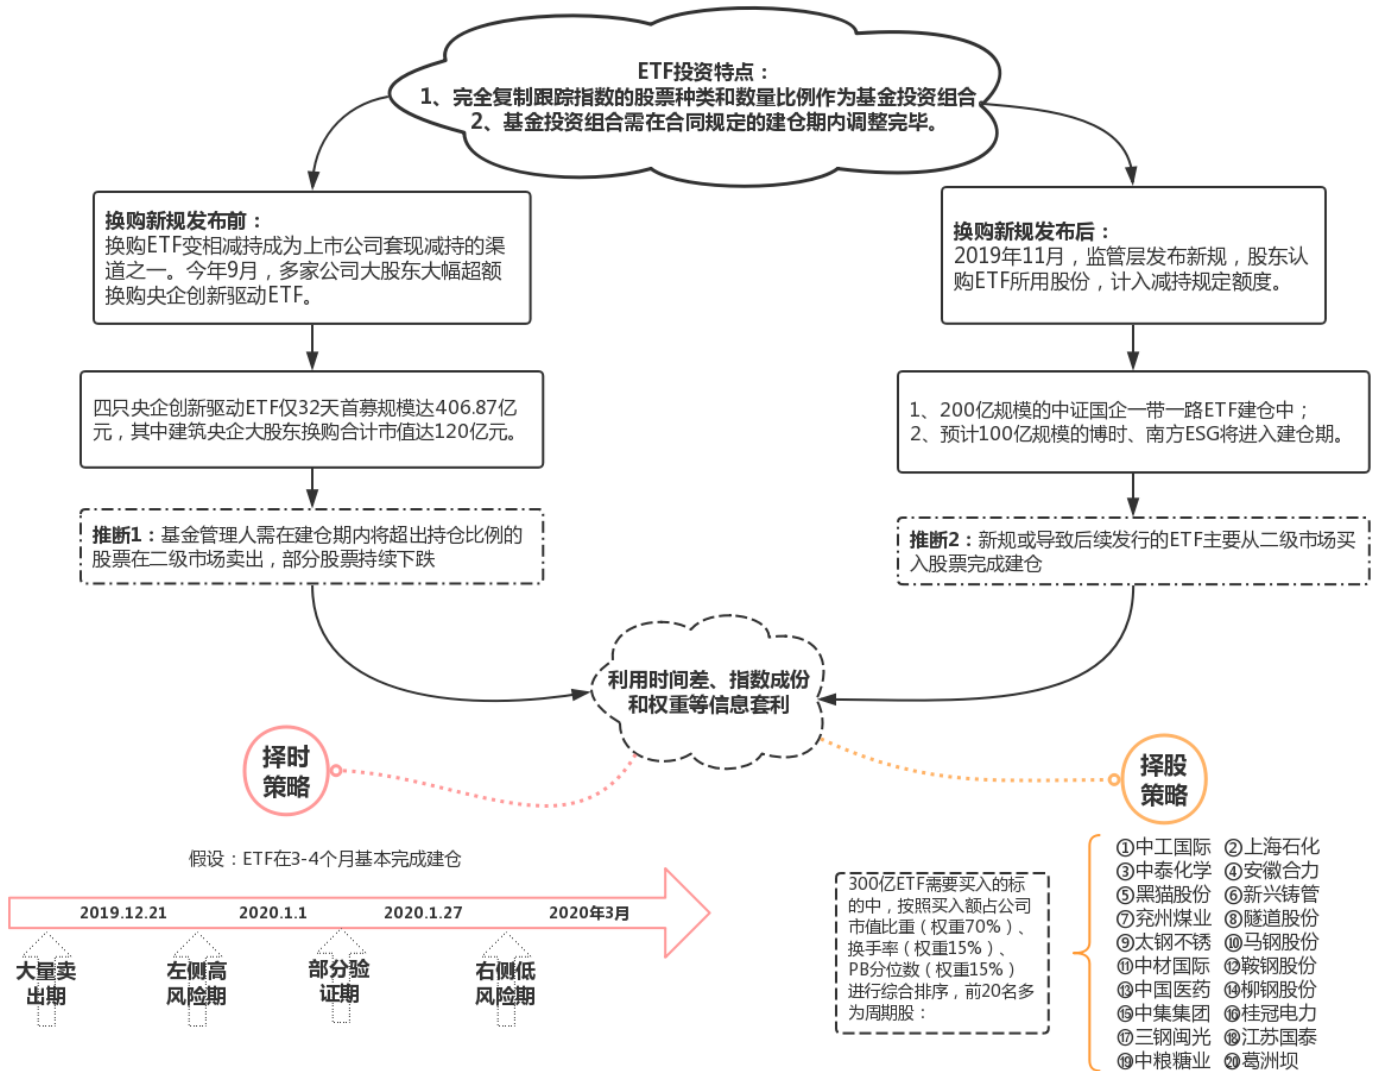 ETF投资特点：
1、完全复制跟踪指数的股票种类和数量比例作为基金投资组合
2、基金投资组合需在合同规定的建仓期内调整完毕。
换购新规发布前：
换购ETF变相减持成为上市公司套现减持的渠
道之一。今年9月，多家公司大股东大幅超额
换购央企创新驱动ETF。
换购新规发布后：
2019年11月，监管层发布新规，股东认
购ETF所用股份，计入减持规定额度。
四只央企创新驱动ETF仅32天首募规模达406.87亿
元，其中建筑央企大股东换购合计市值达120亿元。
1、200亿规模的中证国企一带一路ETF建仓中；
2、预计100亿规模的博时、南方ESG将进入建仓期。
推断1：基金管理人需在建仓期内将超出持仓比例的
股票在二级市场卖出，部分股票持续下跌
推断2：新规或导致后续发行的ETF主要从二级市场买
入股票完成建仓
利用时间差、指数成份
和权重等信息套利
择时
策略
择股
策略
假设：ETF在3-4个月基本完成建仓
2019.12.21 2020.1.1 2020.1.27 2020年3月
大量卖
出期
左侧高
风险期
部分验
证期
右侧低
风险期
300亿ETF需要买入的标
的中，按照买入额占公司
市值比重（权重70%）、
换手率（权重15%）、
PB分位数（权重15%）
进行综合排序，前20名多
为周期股：
①中工国际 ②上海石化
③中泰化学 ④安徽合力
⑤黑猫股份 ⑥新兴铸管
⑦兖州煤业 ⑧隧道股份
⑨太钢不锈 ⑩马钢股份
⑪中材国际 ⑫鞍钢股份
⑬中国医药 ⑭柳钢股份
⑮中集集团 ⑯桂冠电力
⑰三钢闽光 ⑱江苏国泰
⑲中粮糖业 ⑳葛洲坝